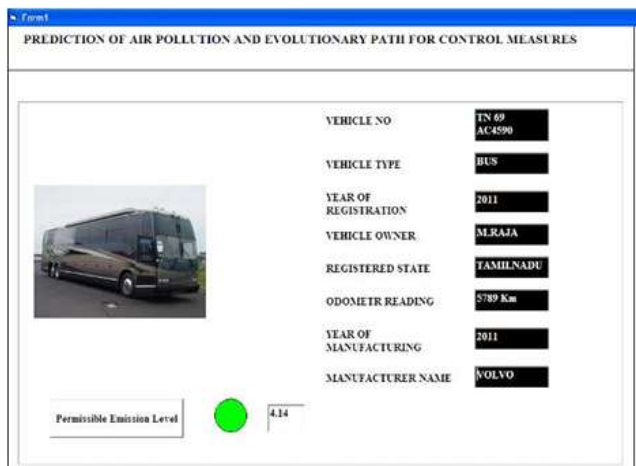 Form1
PREDICTION OF AIR POLLUTION AND EVOLUTIONARY PATH FOR CONTROL MEASURES
VEHICLE NO
TN 69
AC4590
VEHICLE TYPE
BUS
YEAR OF
REGISTRATION
2011
VEHICLE OWNER
M.RAJA
REGISTERED STATE
TAMILNADU
ODOMETR READING
5789 Km
YEAR OF
MANUFACTURING
2011
MANUFACTURER NAME
VOLVO
Permissible Emission Level
4.14